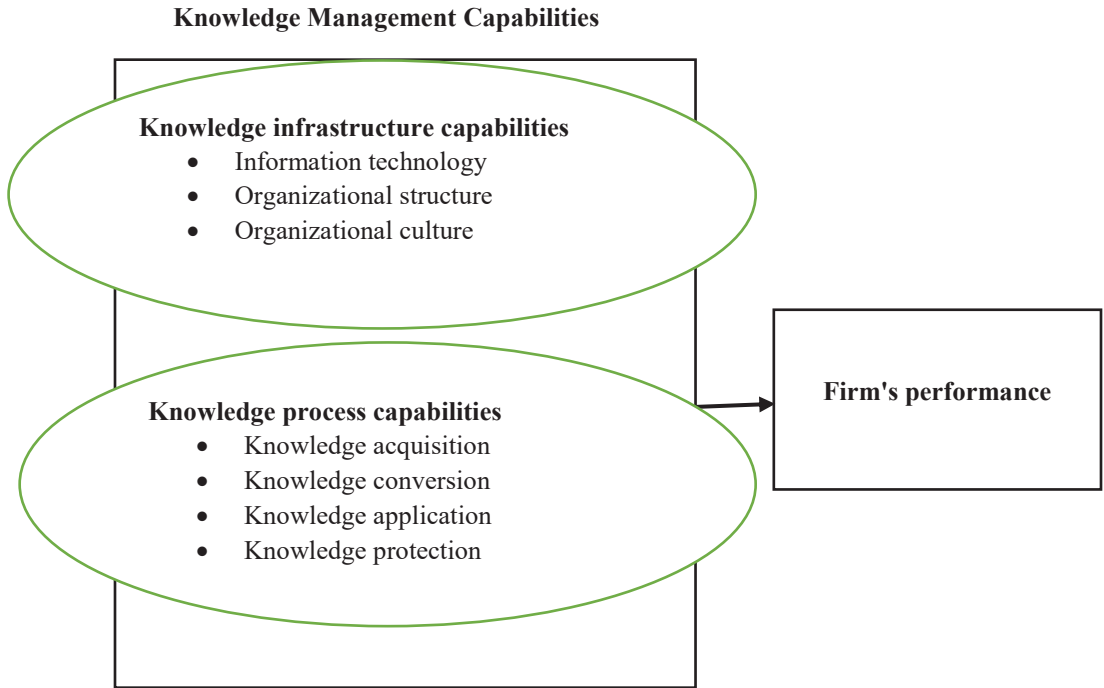 Knowledge Management Capabilities
Knowledge infrastructure capabilities
• Information technology
• Organizational structure
• Organizational culture
Knowledge process capabilities
• Knowledge acquisition
• Knowledge conversion
• Knowledge application
• Knowledge protection
Firm's performance